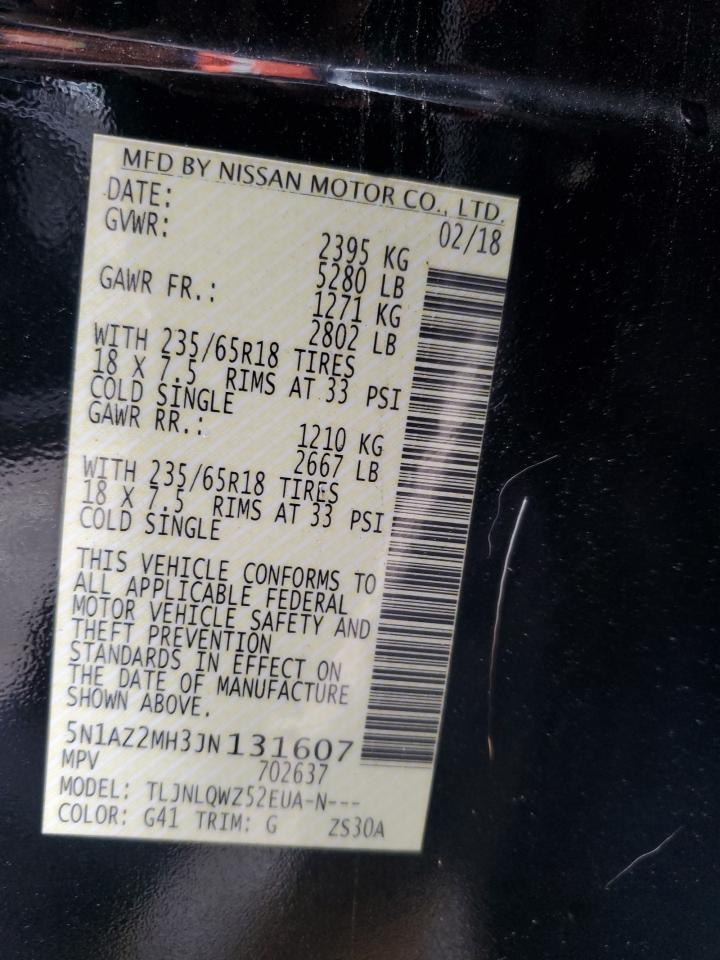 MFD BY NISSAN MOTOR CO., LTD.
DATE: 02/18
GVWR: 2395 KG
5280 LB
GAWR FR.: 1271 KG
2802 LB
WITH 235/65R18 TIRES
18 X 7.5 RIMS AT 33 PSI
COLD SINGLE
GAWR RR.: 1210 KG
2667 LB
WITH 235/65R18 TIRES
18 X 7.5 RIMS AT 33 PSI
COLD SINGLE
THIS VEHICLE CONFORMS TO
ALL APPLICABLE FEDERAL
MOTOR VEHICLE SAFETY AND
THEFT PREVENTION
STANDARDS IN EFFECT ON
THE DATE OF MANUFACTURE
SHOWN ABOVE.
5N1AZ2MH3JN131607
MPV 702637
MODEL: TLJNLQWZ52EUA-N---
COLOR: G41 TRIM: G ZS30A